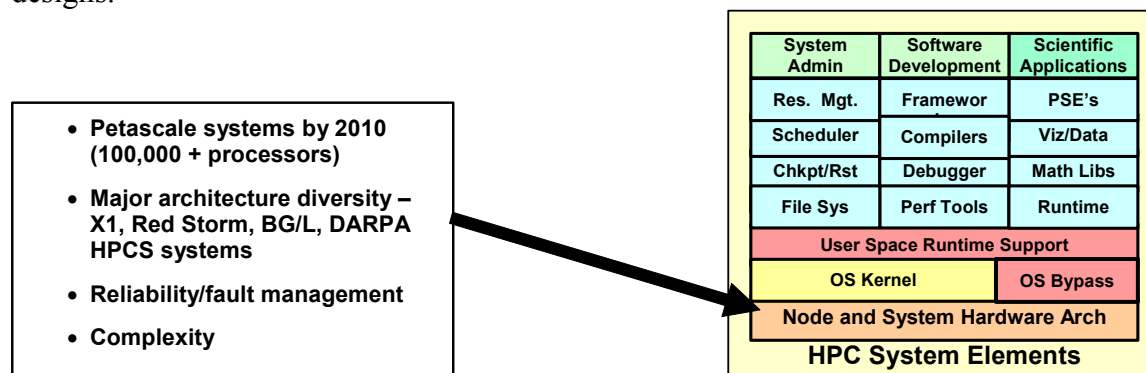 designs.
• Petascale systems by 2010
(100,000 + processors)
• Major architecture diversity –
X1, Red Storm, BG/L, DARPA
HPCS systems
• Reliability/fault management
• Complexity
System Admin Software Development Scientific Applications
Res. Mgt. Framewor PSE's
Scheduler Compilers Viz/Data
Chkpt/Rst Debugger Math Libs
File Sys Perf Tools Runtime
User Space Runtime Support
OS Kernel OS Bypass
Node and System Hardware Arch
HPC System Elements